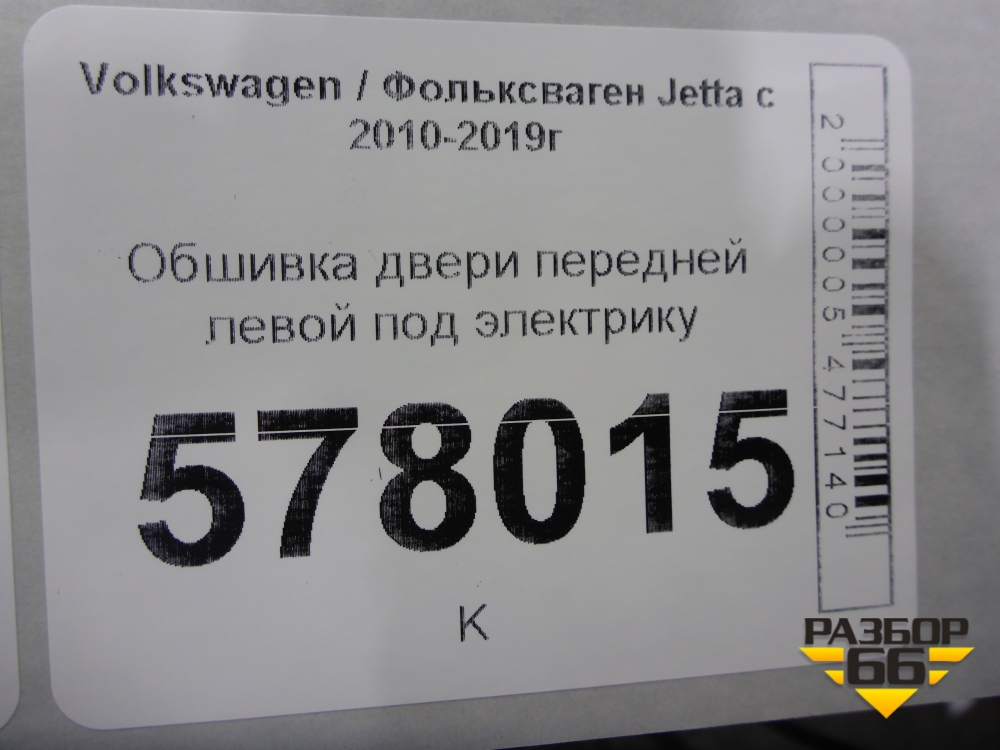 Volkswagen / Фольксваген Jetta с
2010-2019г
Обшивка двери передней
левой под электрику
578015
К
2000005477140
РАЗБОР
66